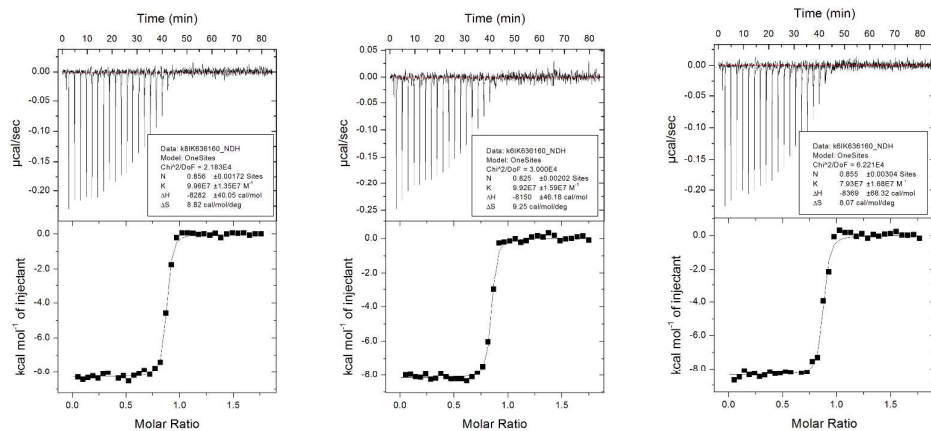 Time (min)
0 10 20 30 40 50 60 70 80
0.00
-0.05
-0.10
-0.15
-0.20
µcal/sec
Data: k8IK636160_NDH
Model: OneSites
Chi^2/DoF = 2.183E4
N 0.856 ±0.00172 Sites
K 9.96E7 ±1.35E7 M⁻¹
ΔH -8282 ±40.05 cal/mol
ΔS 8.82 cal/mol/deg
0.0
-2.0
-4.0
-6.0
-8.0
kcal mol⁻¹ of injectant
0.0 0.5 1.0 1.5
Molar Ratio
Time (min)
0 10 20 30 40 50 60 70 80
0.05
0.00
-0.05
-0.10
-0.15
-0.20
-0.25
µcal/sec
Data: k6IK636160_NDH
Model: OneSites
Chi^2/DoF = 3.000E4
N 0.825 ±0.00202 Sites
K 9.92E7 ±1.59E7 M⁻¹
ΔH -8150 ±46.18 cal/mol
ΔS 9.25 cal/mol/deg
0.0
-2.0
-4.0
-6.0
-8.0
kcal mol⁻¹ of injectant
0.0 0.5 1.0 1.5
Molar Ratio
Time (min)
0 10 20 30 40 50 60 70 80
0.00
-0.05
-0.10
-0.15
-0.20
µcal/sec
Data: k8IK636160_NDH
Model: OneSites
Chi^2/DoF = 6.221E4
N 0.855 ±0.00304 Sites
K 7.93E7 ±1.68E7 M⁻¹
ΔH -8369 ±68.32 cal/mol
ΔS 8.07 cal/mol/deg
0.0
-2.0
-4.0
-6.0
-8.0
kcal mol⁻¹ of injectant
0.0 0.5 1.0 1.5
Molar Ratio